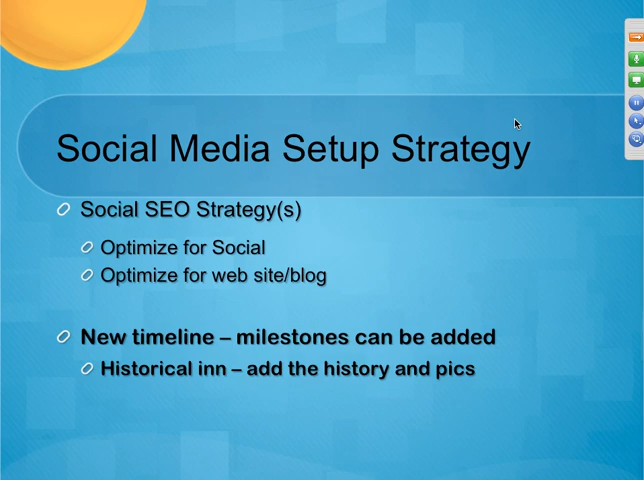 Social Media Setup Strategy
Social SEO Strategy(s)
Optimize for Social
Optimize for web site/blog
New timeline – milestones can be added
Historical inn – add the history and pics